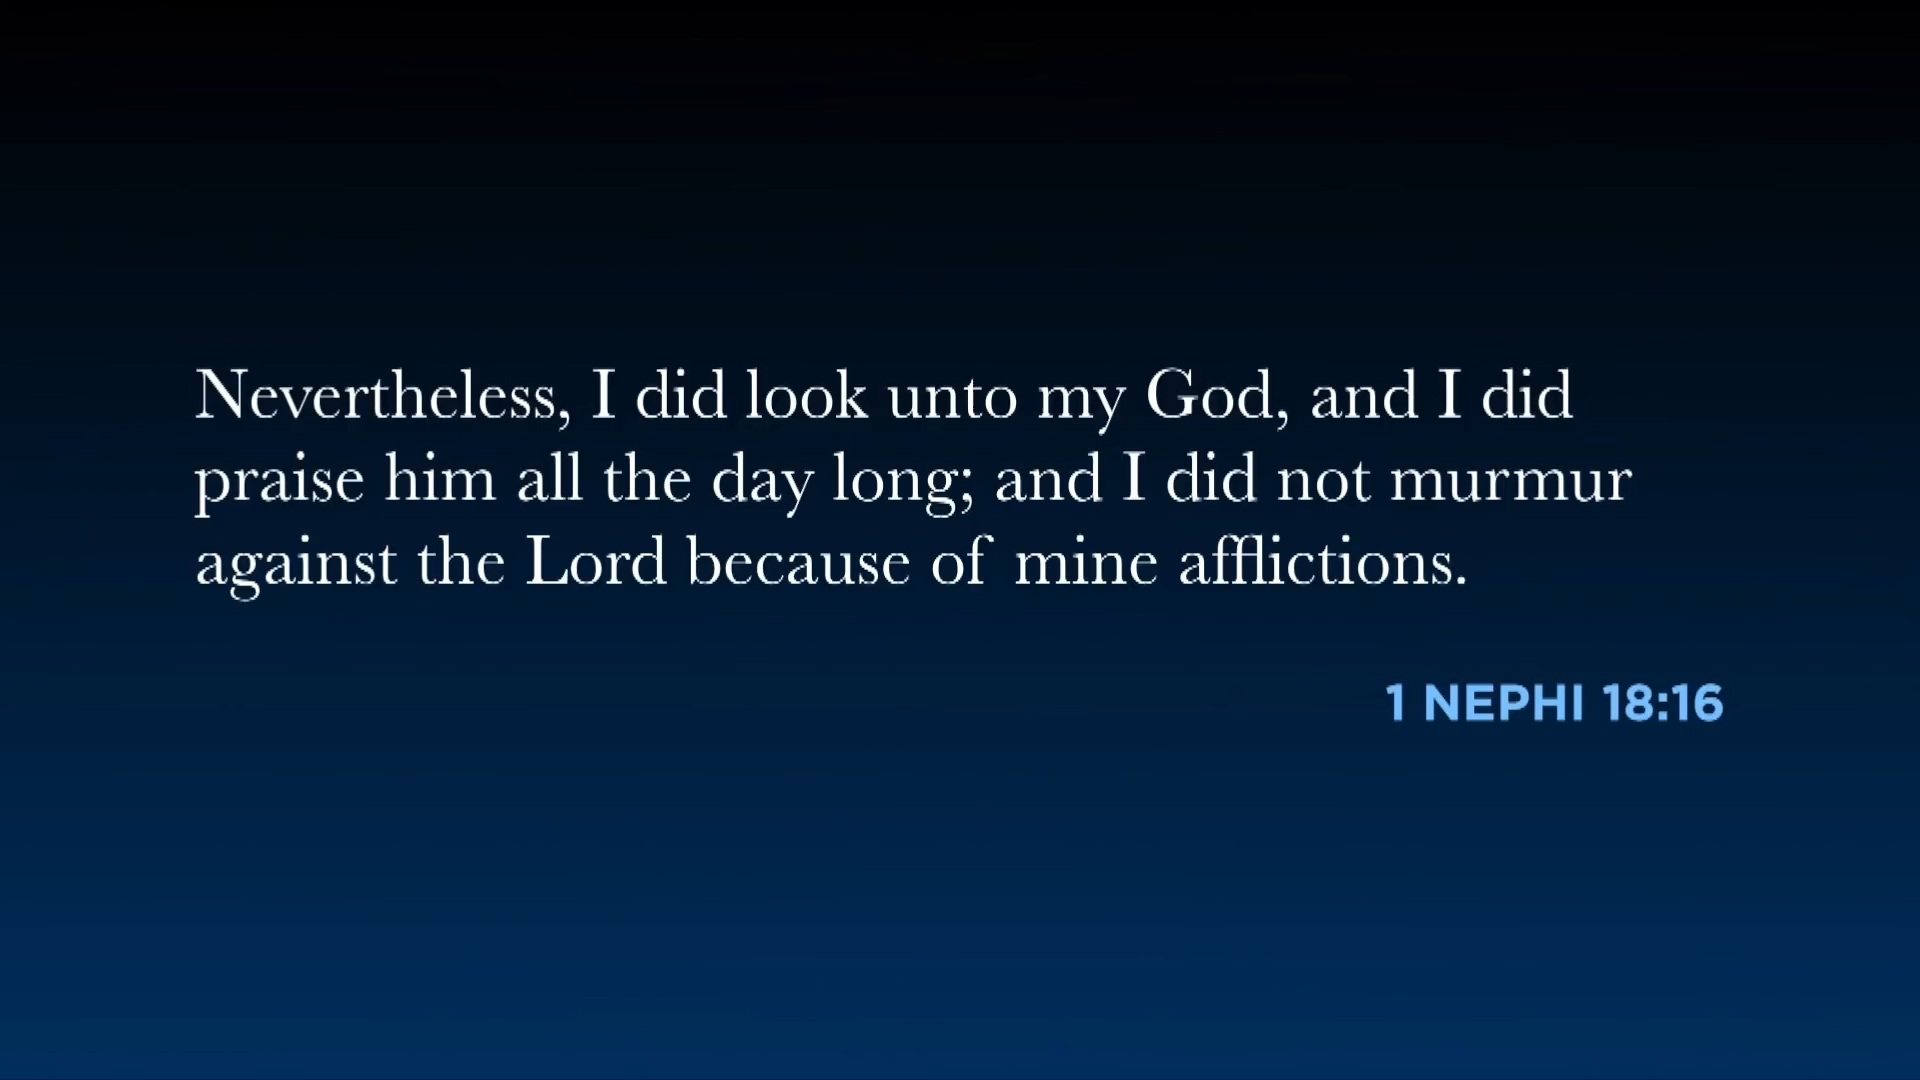 Nevertheless, I did look unto my God, and I did
praise him all the day long; and I did not murmur
against the Lord because of mine afflictions.
1 NEPHI 18:16